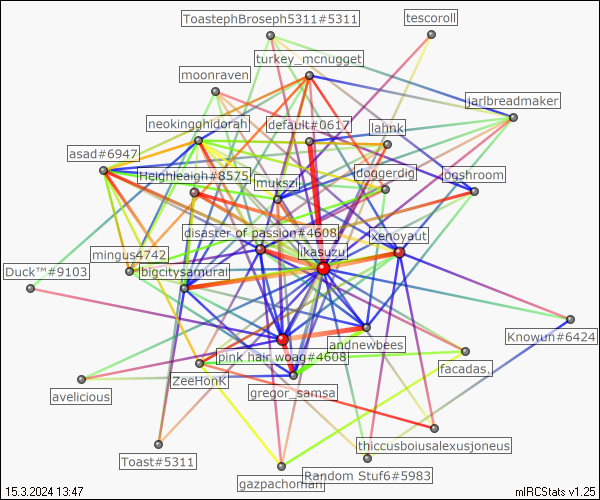 ToastephBroseph5311#5311
tescoroll
turkey_mcnugget
moonraven
jarlbreadmaker
neokingghidorah
default#0617
lahnk
asad#6947
Heighleaigh#8575
doggerdig
ogshroom
mukszi
disaster of passion#4608
ikasuzu
xenoyaut
mingus4742
Duck™#9103
bigcitysamurai
Knowun#6424
andnewbees
pink hair woag#4608
facadas.
ZeeHonK
gregor_samsa
avelicious
thiccusboiusalexusjoneus
Toast#5311
Random Stuf6#5983
gazpachoman
15.3.2024 13:47
mIRCStats v1.25